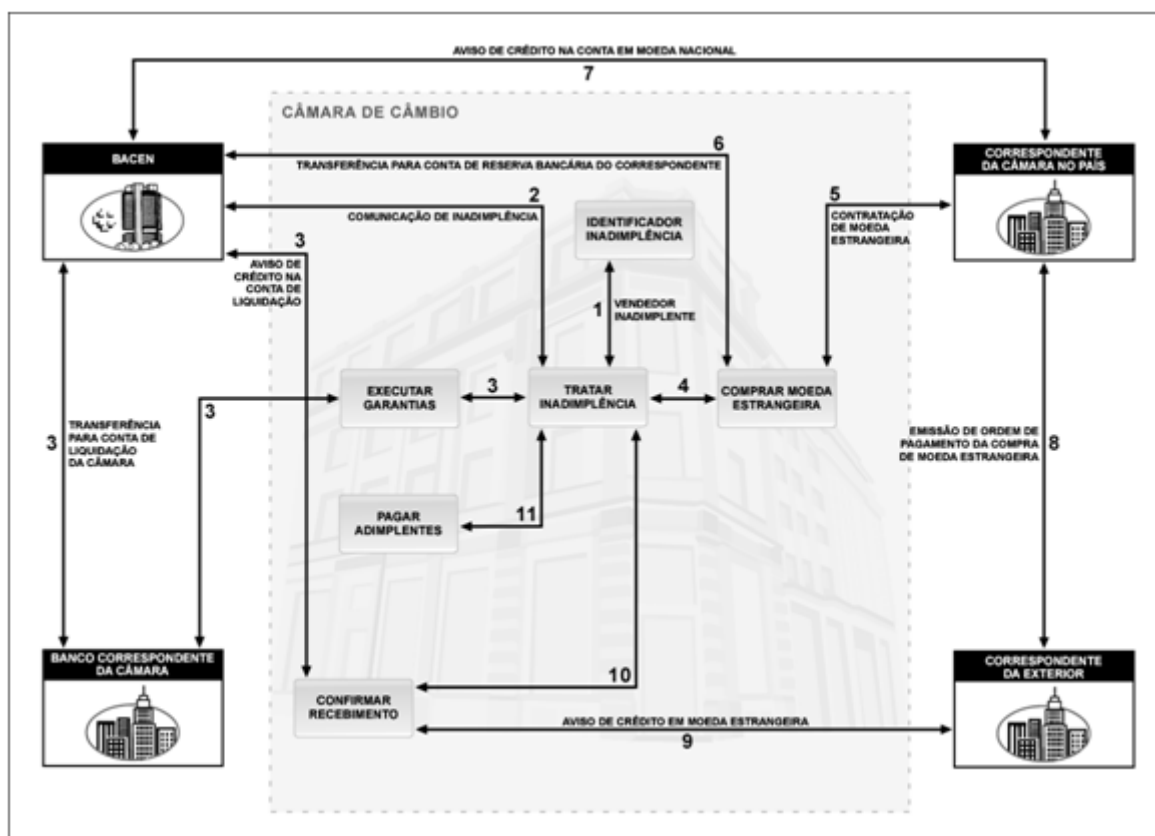 AVISO DE CRÉDITO NA CONTA EM MOEDA NACIONAL
7
CÂMARA DE CÂMBIO
BACEN
6
TRANSFERÊNCIA PARA CONTA DE RESERVA BANCÁRIA DO CORRESPONDENTE
CORRESPONDENTE
DA CÂMARA NO PAÍS
2
COMUNICAÇÃO DE INADIMPLÊNCIA
IDENTIFICADOR
INADIMPLÊNCIA
5
CONTRATAÇÃO
DE MOEDA
ESTRANGEIRA
3
AVISO DE
CRÉDITO NA
CONTA DE
LIQUIDAÇÃO
1
VENDEDOR
INADIMPLENTE
EXECUTAR
GARANTIAS
3
TRATAR
INADIMPLÊNCIA
4
COMPRAR MOEDA
ESTRANGEIRA
3
TRANSFERÊNCIA
PARA CONTA DE
LIQUIDAÇÃO
DA CÂMARA
3
EMISSÃO DE ORDEM DE
PAGAMENTO DA COMPRA
DE MOEDA ESTRANGEIRA
8
PAGAR
ADIMPLENTES
11
BANCO CORRESPONDENTE
DA CÂMARA
CONFIRMAR
RECEBIMENTO
10
AVISO DE CRÉDITO EM MOEDA ESTRANGEIRA
9
CORRESPONDENTE
DA EXTERIOR